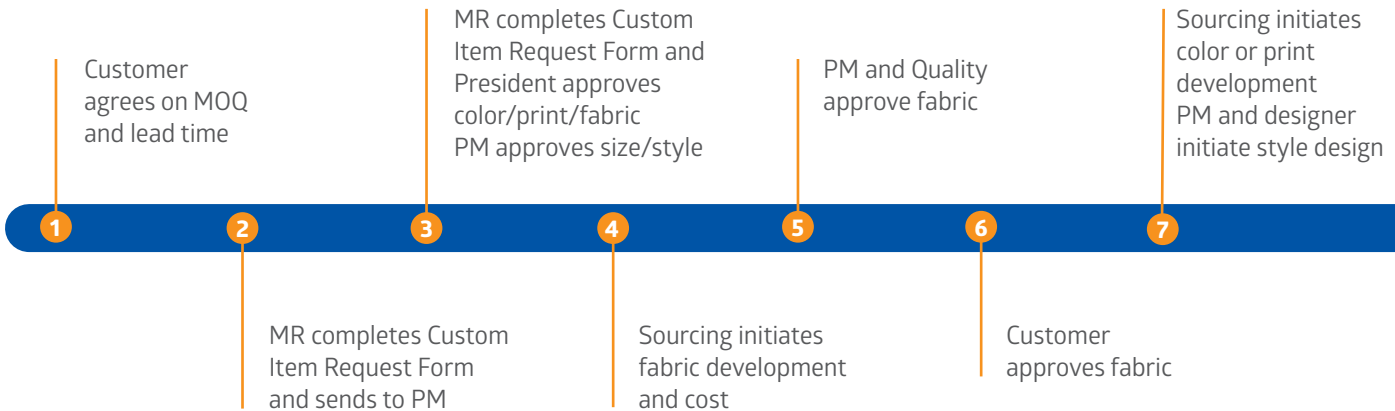 1
Customer
agrees on MOQ
and lead time
2
MR completes Custom
Item Request Form
and sends to PM
3
MR completes Custom
Item Request Form and
President approves
color/print/fabric
PM approves size/style
4
Sourcing initiates
fabric development
and cost
5
PM and Quality
approve fabric
6
Customer
approves fabric
7
Sourcing initiates
color or print
development
PM and designer
initiate style design